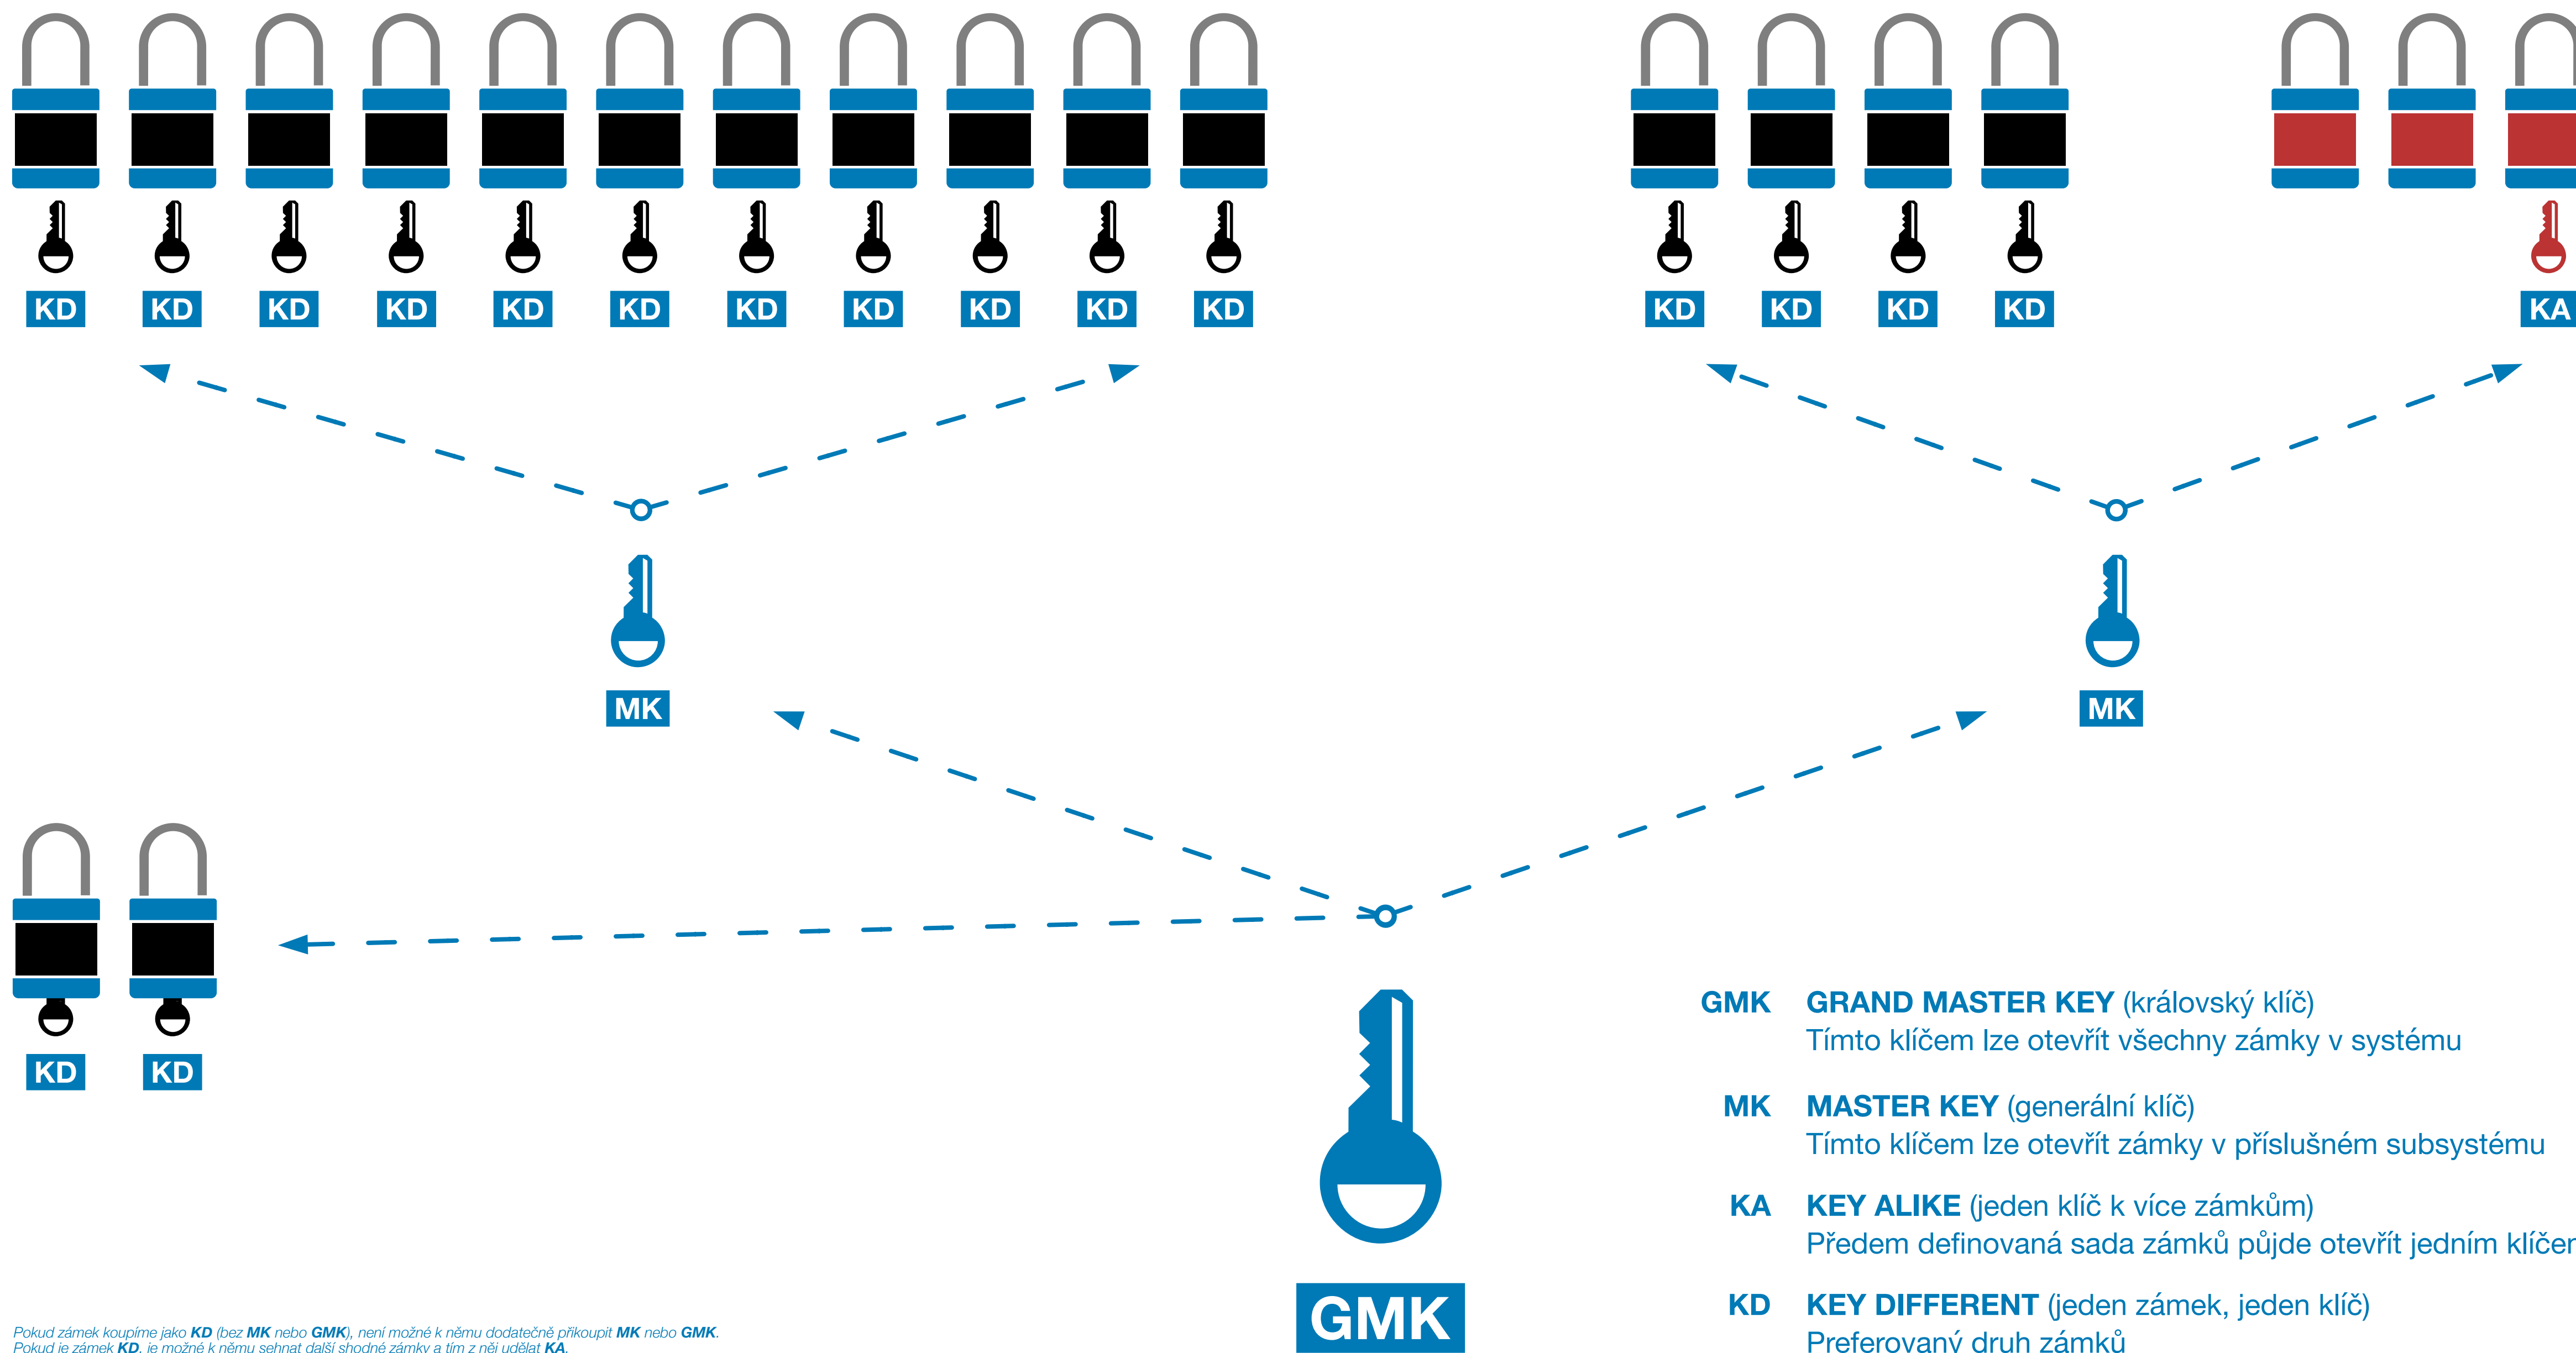 KD KD KD KD KD KD KD KD KD KD KD KD KD KD KD KA
MK MK
KD KD
GMK GRAND MASTER KEY (královský klíč)
Tímto klíčem lze otevřít všechny zámky v systému
MK MASTER KEY (generální klíč)
Tímto klíčem lze otevřít zámky v příslušném subsystému
KA KEY ALIKE (jeden klíč k více zámkům)
Předem definovaná sada zámků půjde otevřít jedním
KD KEY DIFFERENT (jeden zámek, jeden klíč)
Preferovaný druh zámků
GMK
Pokud zámek koupíme jako KD (bez MK nebo GMK), není možné k němu dodatečně přikoupit MK nebo GMK.
Pokud je zámek KD, je možné k němu sehnat další shodné zámky a tím z něj udělat KA.